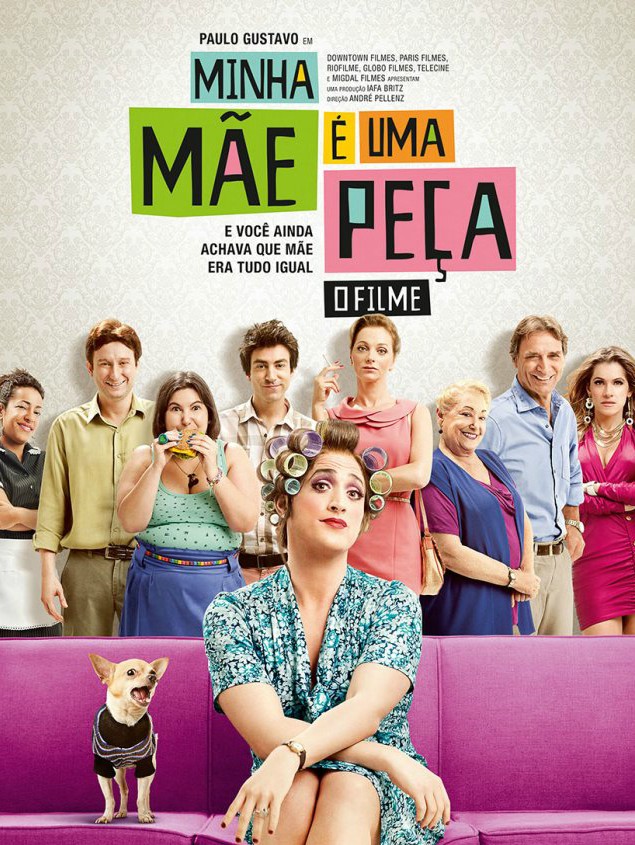 PAULO GUSTAVO EM
MINHA
MÃE
É UMA
PEÇA
O FILME
DOWNTOWN FILMES, PARIS FILMES,
RIOFILME, GLOBO FILMES, TELECINE
E MIGDAL FILMES APRESENTAM
UMA PRODUÇÃO IAFA BRITZ
DIREÇÃO ANDRÉ PELLENZ
E VOCÊ AINDA
ACHAVA QUE MÃE
ERA TUDO IGUAL